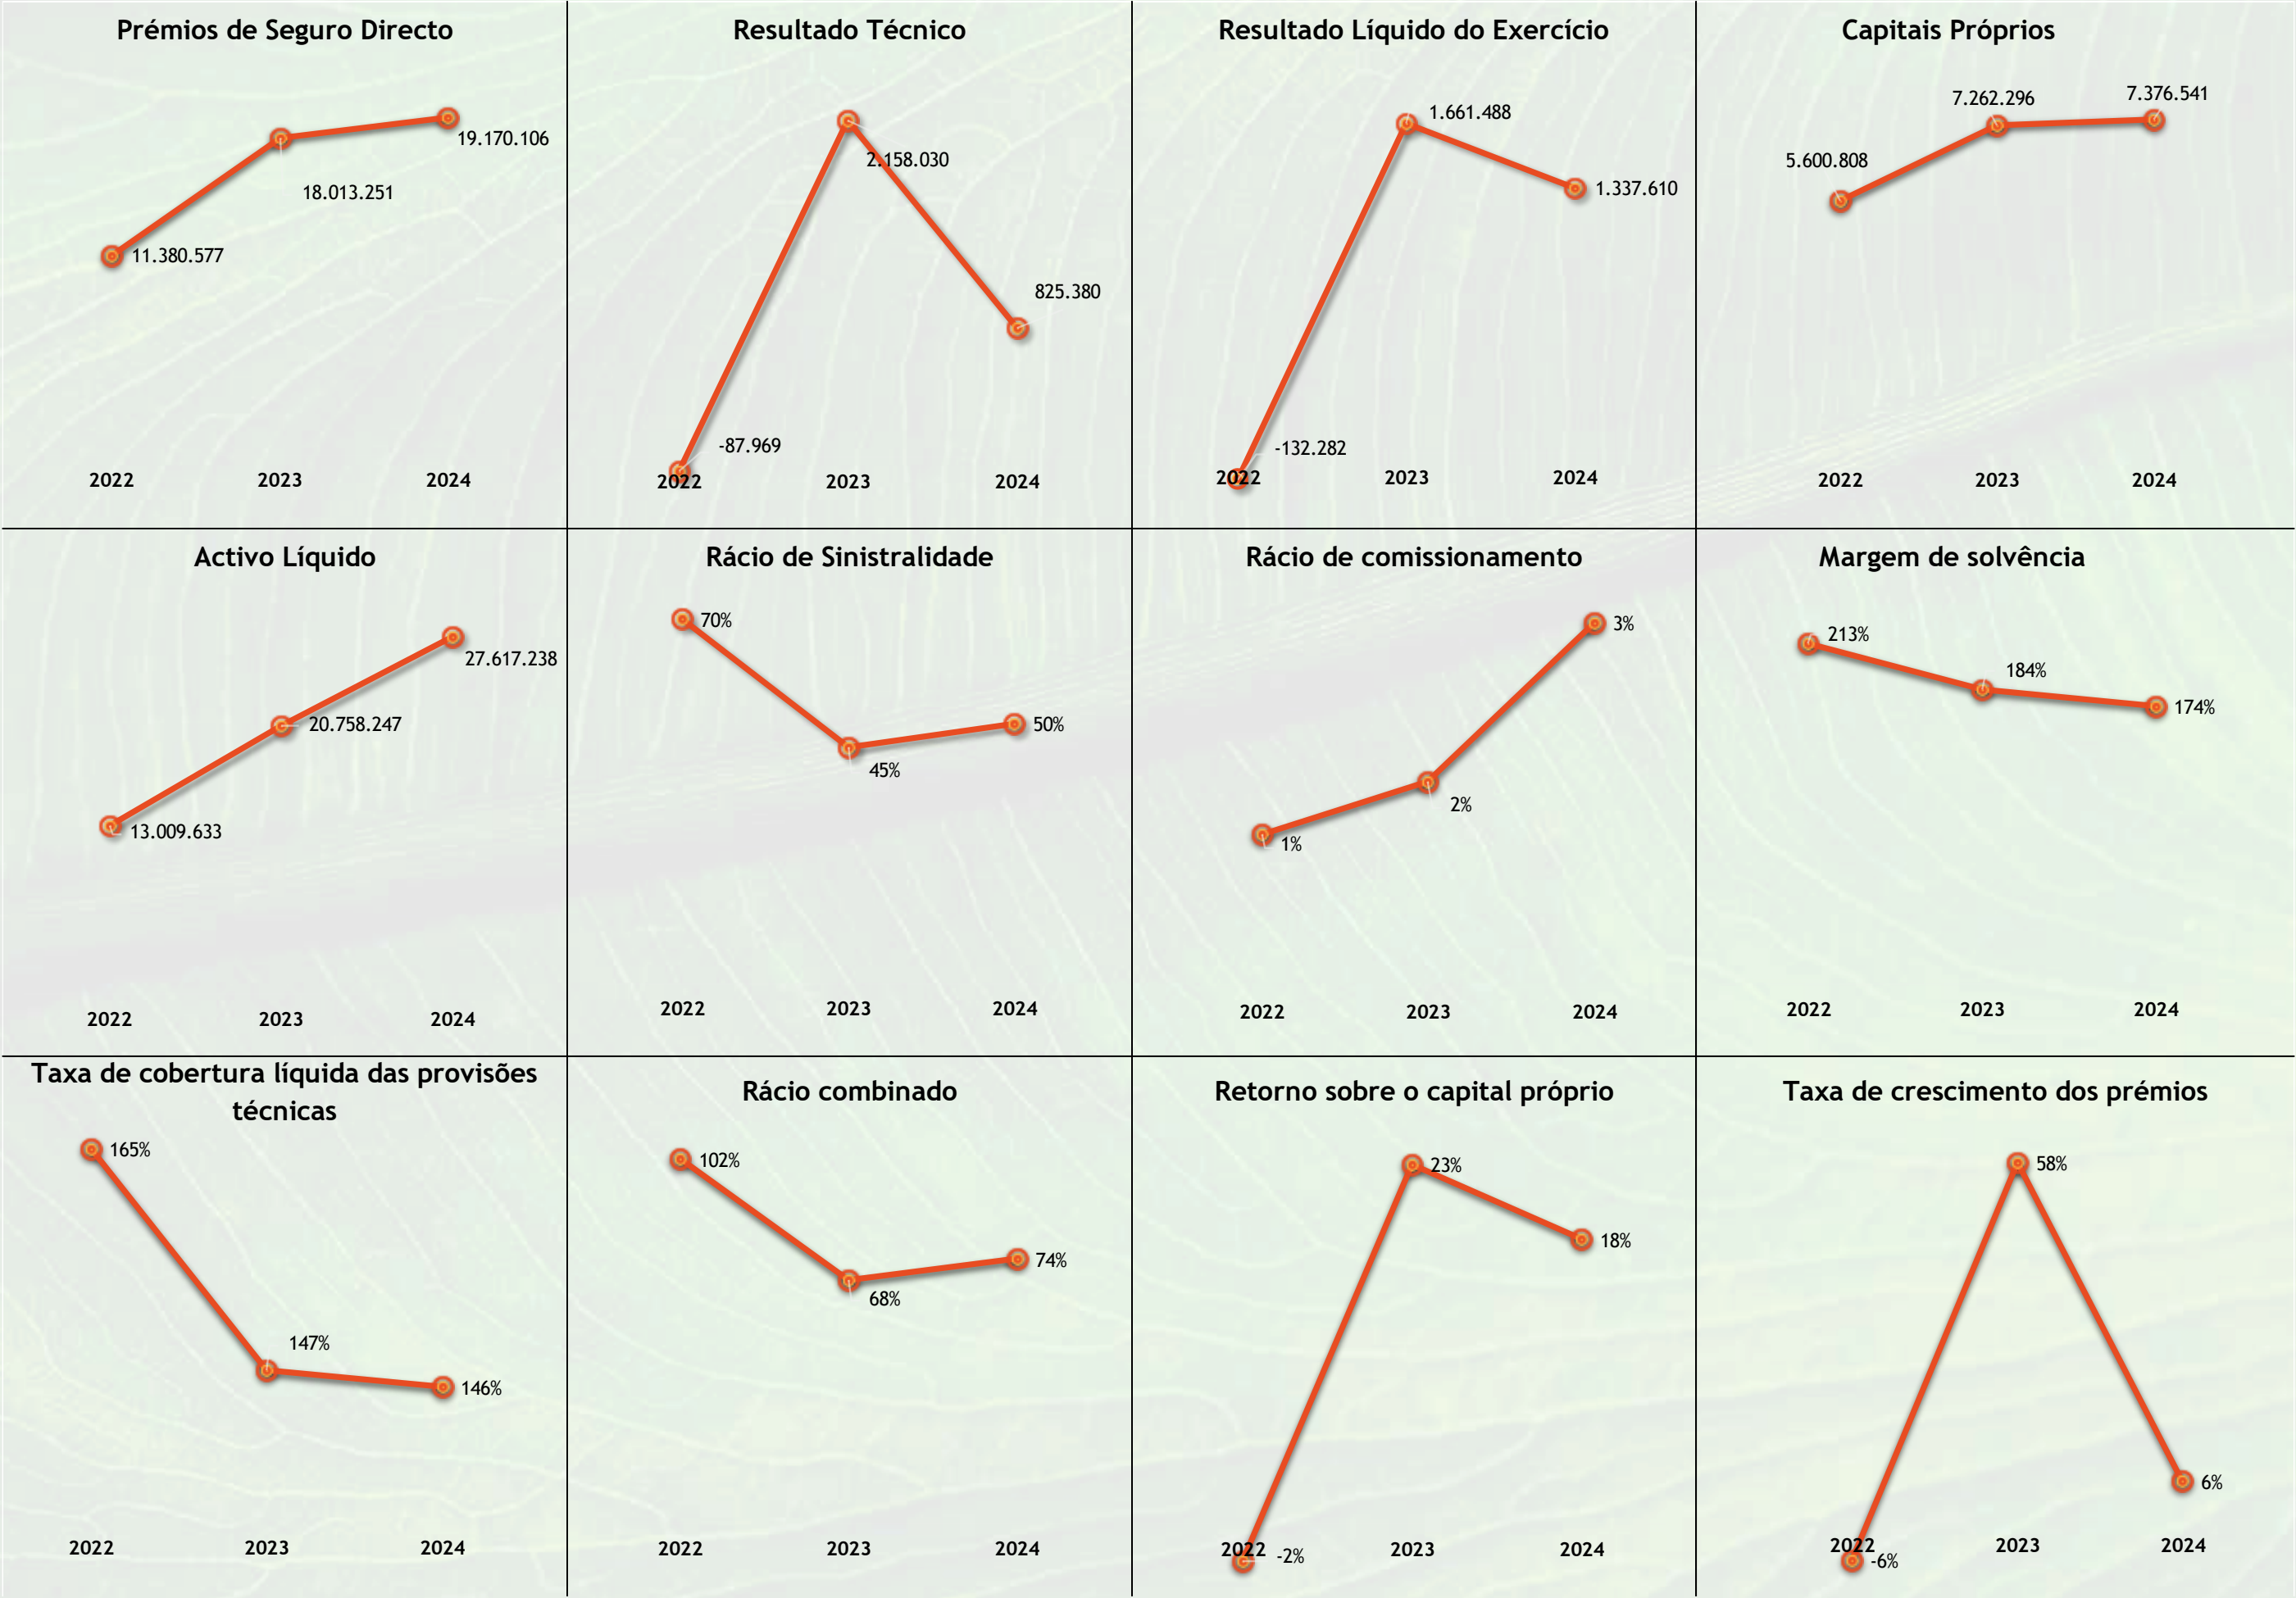 Prémios de Seguro Directo
19.170.106
18.013.251
11.380.577
2022 2023 2024
Resultado Técnico
2.158.030
825.380
-87.969
2022 2023 2024
Resultado Líquido do Exercício
1.661.488
1.337.610
-132.282
2022 2023 2024
Capitais Próprios
7.376.541
7.262.296
5.600.808
2022 2023 2024
Activo Líquido
27.617.238
20.758.247
13.009.633
2022 2023 2024
Rácio de Sinistralidade
70%
50%
45%
2022 2023 2024
Rácio de comissionamento
3%
2%
1%
2022 2023 2024
Margem de solvência
213%
184%
174%
2022 2023 2024
Taxa de cobertura líquida das provisões
técnicas
165%
147%
146%
2022 2023 2024
Rácio combinado
102%
74%
68%
2022 2023 2024
Retorno sobre o capital próprio
23%
18%
2022 2023 2024
-2%
Taxa de crescimento dos prémios
58%
6%
2022 2023 2024
-6%